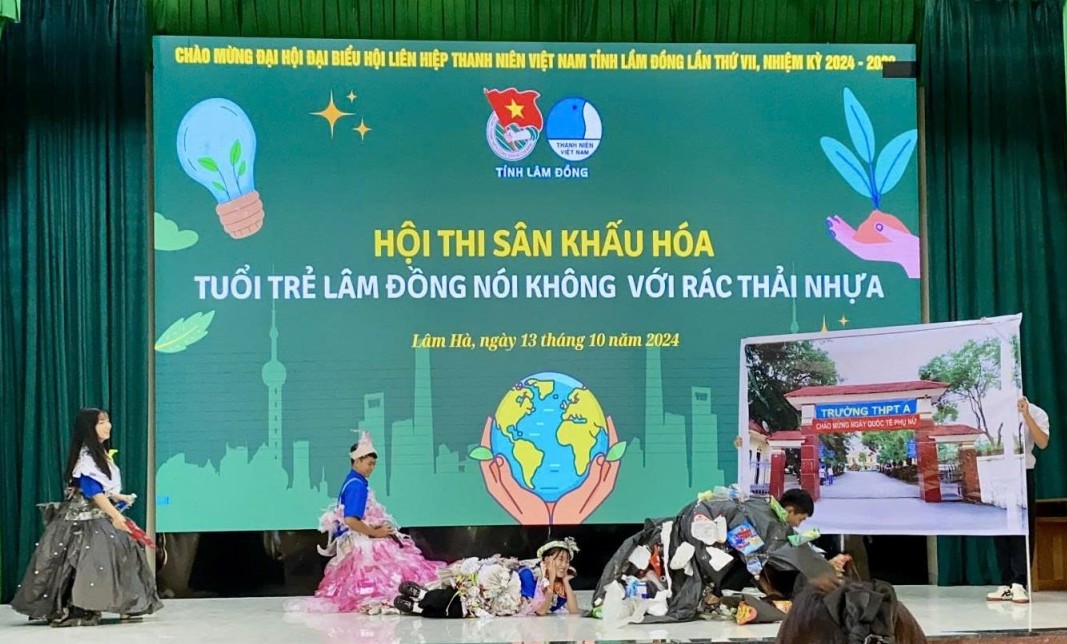 CHÀO MỪNG ĐẠI HỘI ĐẠI BIỂU HỘI LIÊN HIỆP THANH NIÊN VIỆT NAM TỈNH LẦM ĐỒNG LẦN THỨ VII, NHIỆM KỲ 2024 -
THANH NIÊN
VIỆT NAM
TỈNH LÂM ĐỒNG
HỘI THI SÂN KHẤU HÓA
TUỔI TRẺ LÂM ĐỒNG NÓI KHÔNG VỚI RÁC THẢI NHỰA
Lâm Hà, ngày 13 tháng 10 năm 2024
TRƯỜNG THPT A
CHÀO MỪNG NGÀY QUỐC TẾ PHỤ NỮ